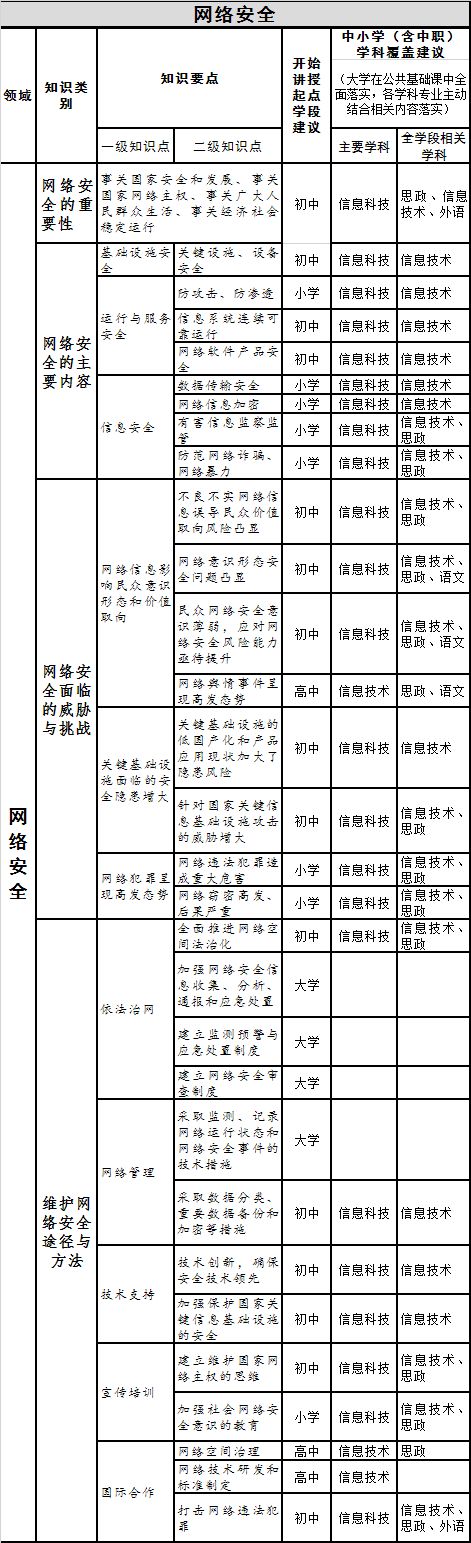 网络安全
领域
知识类
别
知识要点
一级知识点
二级知识点
开始
讲授
起点
学段
建议
中小学（含中职）
学科覆盖建议
（大学在公共基础课中全
面落实，各学科专业主动
结合相关内容落实）
主要学科
全学段相关
学科
网络安全
网络安
全的重
要性
事关国家安全和发展、事关
国家网络主权、事关广大人
民群众生活、事关经济社会
稳定运行
初中
信息科技
思政、信息
技术、外语
网络安
全的主
要内容
基础设施安
全
关键设施、设备
安全
初中
信息科技
信息技术
运行与服务
安全
防攻击、防渗透
小学
信息科技
信息技术
信息系统连续可
靠运行
初中
信息科技
信息技术
网络软件产品安
全
初中
信息科技
信息技术
信息安全
数据传输安全
小学
信息科技
信息技术
网络信息加密
小学
信息科技
信息技术
有害信息监察监
管
小学
信息科技
信息技术、
思政
防范网络诈骗、
网络暴力
小学
信息科技
信息技术、
思政
网络安
全面临
的威胁
与挑战
网络信息影
响民众意识
形态和价值
取向
不良不实网络信
息误导民众价值
取向风险凸显
初中
信息科技
信息技术、
思政
网络意识形态安
全问题凸显
初中
信息科技
信息技术、
思政、语文
民众网络安全意
识薄弱，应对网
络安全风险能力
亟待提升
初中
信息科技
信息技术、
思政、语文
网络舆情事件呈
现高发态势
高中
信息技术
思政、语文
关键基础设
施面临的安
全隐患增大
关键基础设施的
低国产化和产品
应用现状加大了
隐患风险
初中
信息科技
信息技术
针对国家关键信
息基础设施攻击
的威胁增大
初中
信息科技
信息技术、
思政
网络犯罪呈
现高发态势
网络违法犯罪造
成重大危害
小学
信息科技
信息技术、
思政
网络窃密高发、
后果严重
小学
信息科技
信息技术、
思政
维护网
络安全
途径与
方法
依法治网
全面推进网络空
间法治化
初中
信息科技
信息技术、
思政
加强网络安全信
息收集、分析、
通报和应急处置
大学
建立监测预警与
应急处置制度
大学
建立网络安全审
查制度
大学
网络管理
采取监测、记录
网络运行状态和
网络安全事件的
技术措施
大学
采取数据分类、
重要数据备份和
加密等措施
初中
信息科技
信息技术
技术支持
技术创新，确保
安全技术领先
初中
信息科技
信息技术
加强保护国家关
键信息基础设施
的安全
初中
信息科技
信息技术
宣传培训
建立维护国家网
络主权的思维
初中
信息科技
信息技术、
思政
加强社会网络安
全意识的教育
小学
信息科技
信息技术、
思政
国际合作
网络空间治理
高中
信息技术
思政
网络技术研发和
标准制定
高中
信息技术
打击网络违法犯
罪
初中
信息科技
信息技术、
思政、外语